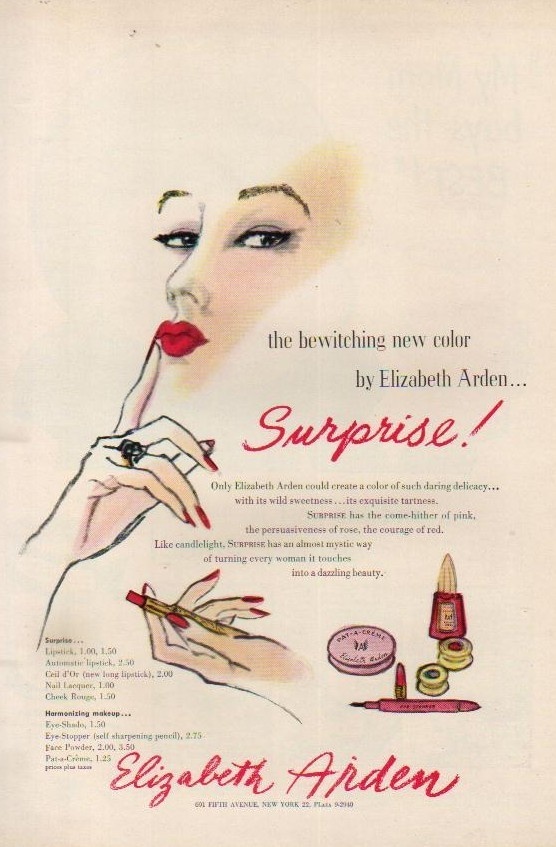 the bewitching new color
by Elizabeth Arden...
Surprise!
Only Elizabeth Arden could create a color of such daring delicacy...
with its wild sweetness...its exquisite tartness.
SURPRISE has the come-hither of pink,
the persuasiveness of rose, the courage of red.
Like candlelight, SURPRISE has an almost mystic way
of turning every woman it touches
into a dazzling beauty.
Surprise...
Lipstick, 1.00, 1.50
Automatic lipstick, 2.50
Ceil d'Or (new long lipstick), 2.00
Nail Lacquer, 1.00
Cheek Rouge, 1.50
Harmonizing makeup...
Eye-Shado, 1.50
Eye-Stopper (self sharpening pencil), 2.75
Face Powder, 2.00, 3.50
Pat-a-Crème, 1.25
prices plus taxes
PAT-A-CRÈME
Elizabeth Arden
Elizabeth Arden
691 FIFTH AVENUE, NEW YORK 22, PLaza 9-2940